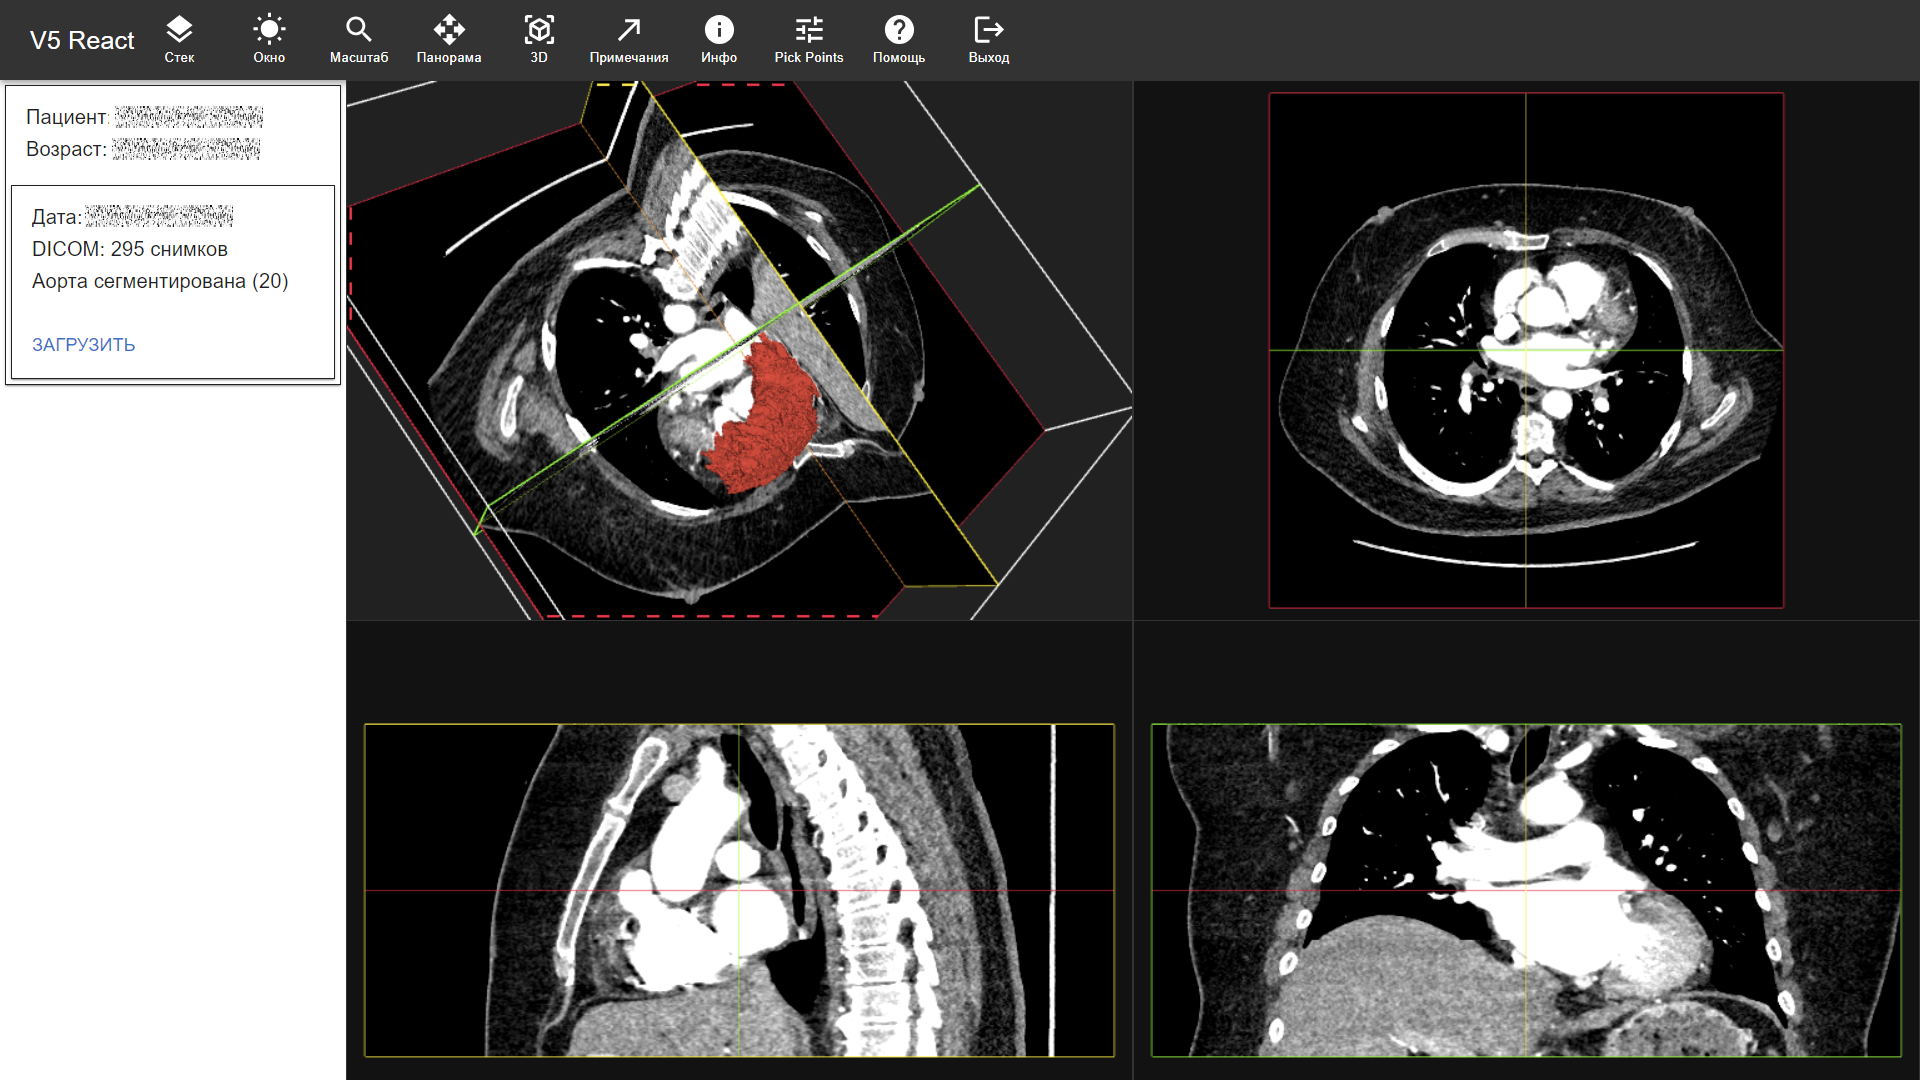 V5 React
Стек
Окно
Масштаб
Панорама
3D
Примечания
Инфо
Pick Points
Помощь
Выход
Пациент:
Возраст:
Дата:
DICOM: 295 снимков
Аорта сегментирована (20)
ЗАГРУЗИТЬ